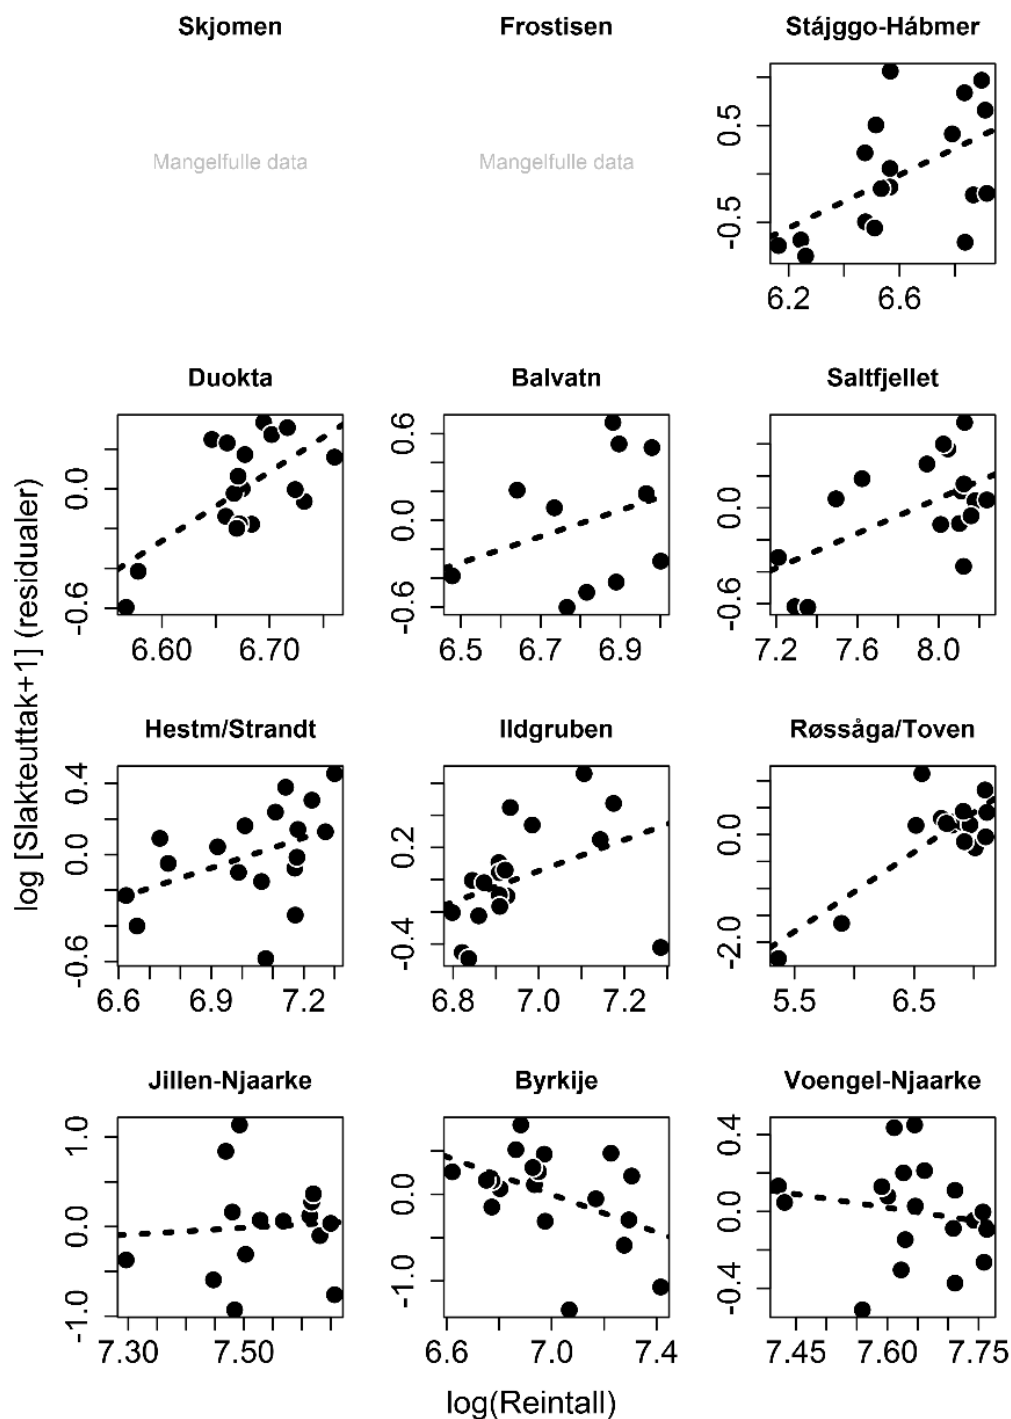 Skjomen
Frostisen
Stájggo-Hábmer
Mangelfulle data
Mangelfulle data
0.5
-0.5
6.2 6.6
Duokta
Balvatn
Saltfjellet
0.0
-0.6
6.60 6.70
0.6
0.0
-0.6
6.5 6.7 6.9
0.0
-0.6
7.2 7.6 8.0
Hestm/Strandt
Ildgruben
Røssåga/Toven
0.4
0.0
-0.6
6.6 6.9 7.2
0.2
-0.4
6.8 7.0 7.2
0.0
-2.0
5.5 6.5
Jillen-Njaarke
Byrkije
Voengel-Njaarke
1.0
0.0
-1.0
7.30 7.50
0.0
-1.0
6.6 7.0 7.4
0.4
0.0
-0.4
7.45 7.60 7.75
log [Slakteuttak+1] (residualer)
log(Reintall)